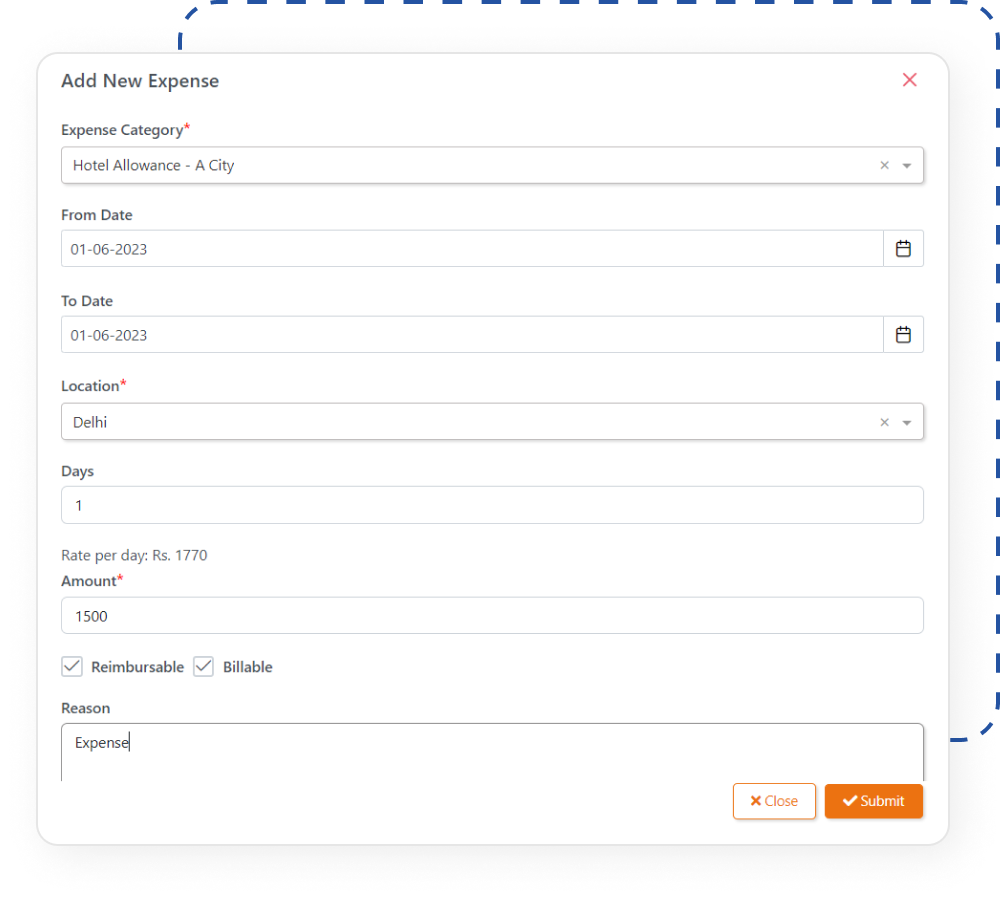 Add New Expense
Expense Category*
Hotel Allowance - A City
From Date
01-06-2023
To Date
01-06-2023
Location*
Delhi
Days
1
Rate per day: Rs. 1770
Amount*
1500
Reimbursable Billable
Reason
Expense
Close Submit